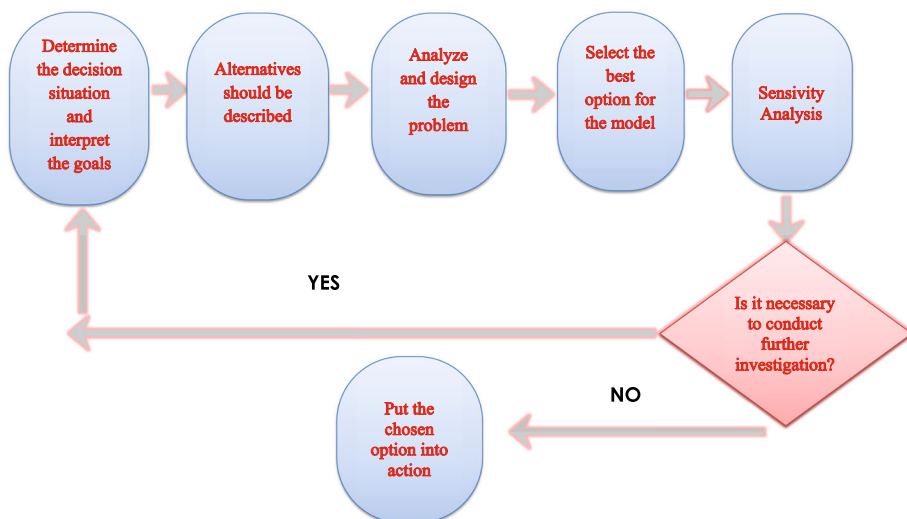 Determine
the decision
situation
and
interpret
the goals
Alternatives
should be
described
Analyze
and design
the
problem
Select the
best
option for
the model
Sensivity
Analysis
YES
Is it necessary
to conduct
further
investigation?
NO
Put the
chosen
option into
action